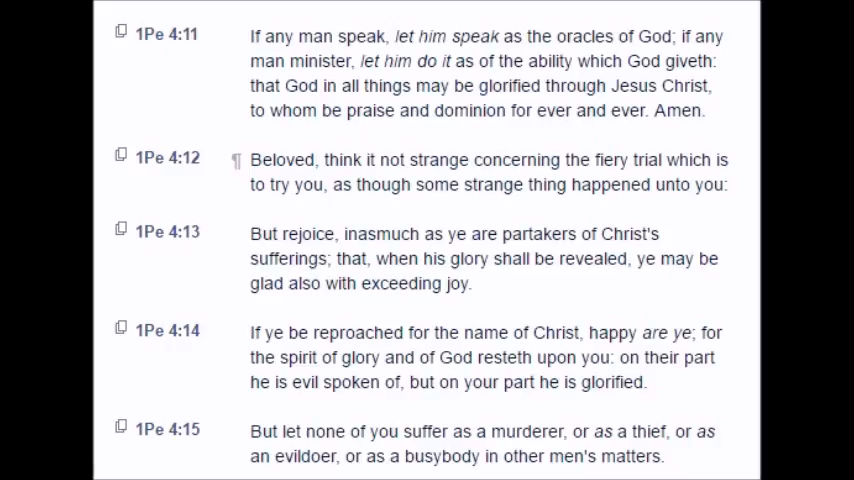 1Pe 4:11 If any man speak, let him speak as the oracles of God; if any
man minister, let him do it as of the ability which God giveth:
that God in all things may be glorified through Jesus Christ,
to whom be praise and dominion for ever and ever. Amen.
1Pe 4:12 ¶ Beloved, think it not strange concerning the fiery trial which is
to try you, as though some strange thing happened unto you:
1Pe 4:13 But rejoice, inasmuch as ye are partakers of Christ's
sufferings; that, when his glory shall be revealed, ye may be
glad also with exceeding joy.
1Pe 4:14 If ye be reproached for the name of Christ, happy are ye; for
the spirit of glory and of God resteth upon you: on their part
he is evil spoken of, but on your part he is glorified.
1Pe 4:15 But let none of you suffer as a murderer, or as a thief, or as
an evildoer, or as a busybody in other men's matters.